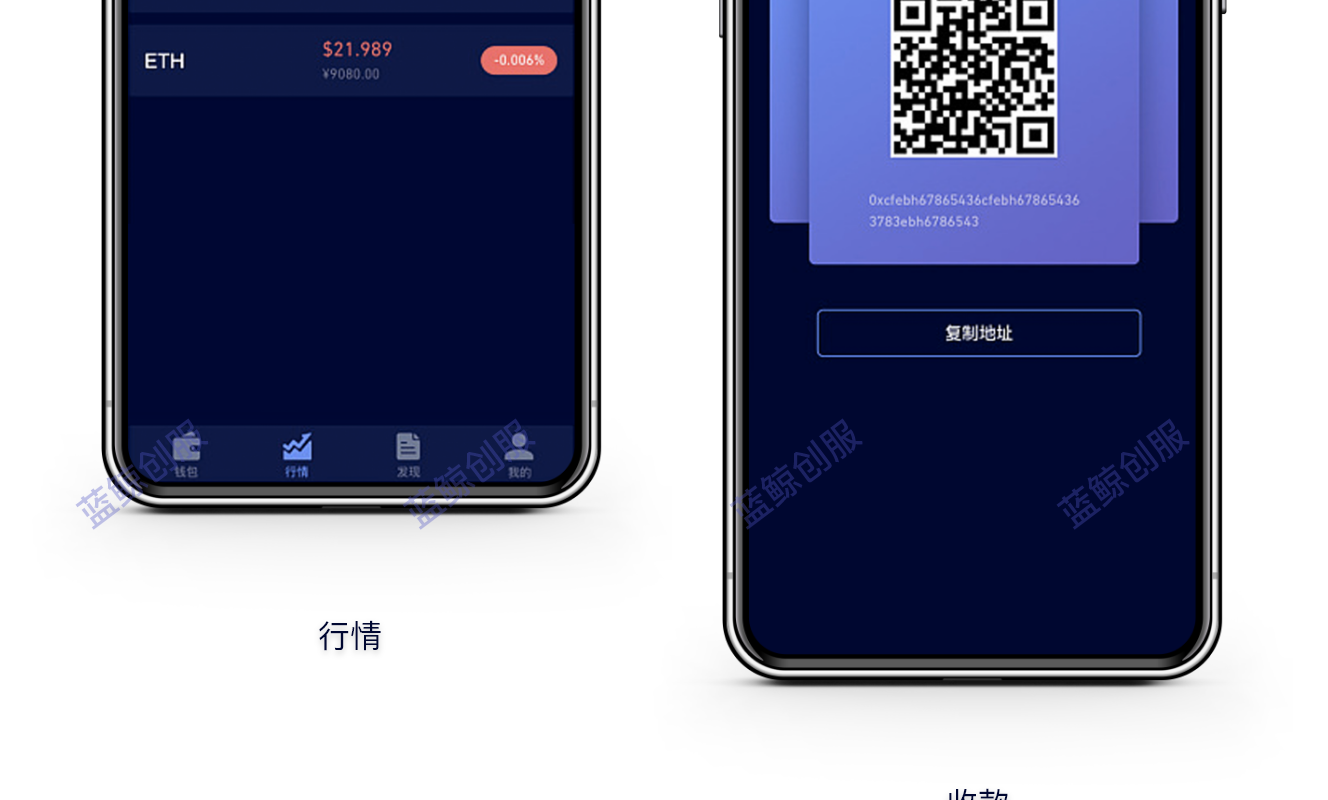 ETH
$21.989
¥9080.00
-0.006%
钱包
行情
发现
我的
行情
0xcfebh67865436cfebh67865436
3783ebh6786543
复制地址
收款
蓝鲸创服
蓝鲸创服
蓝鲸创服
蓝鲸创服